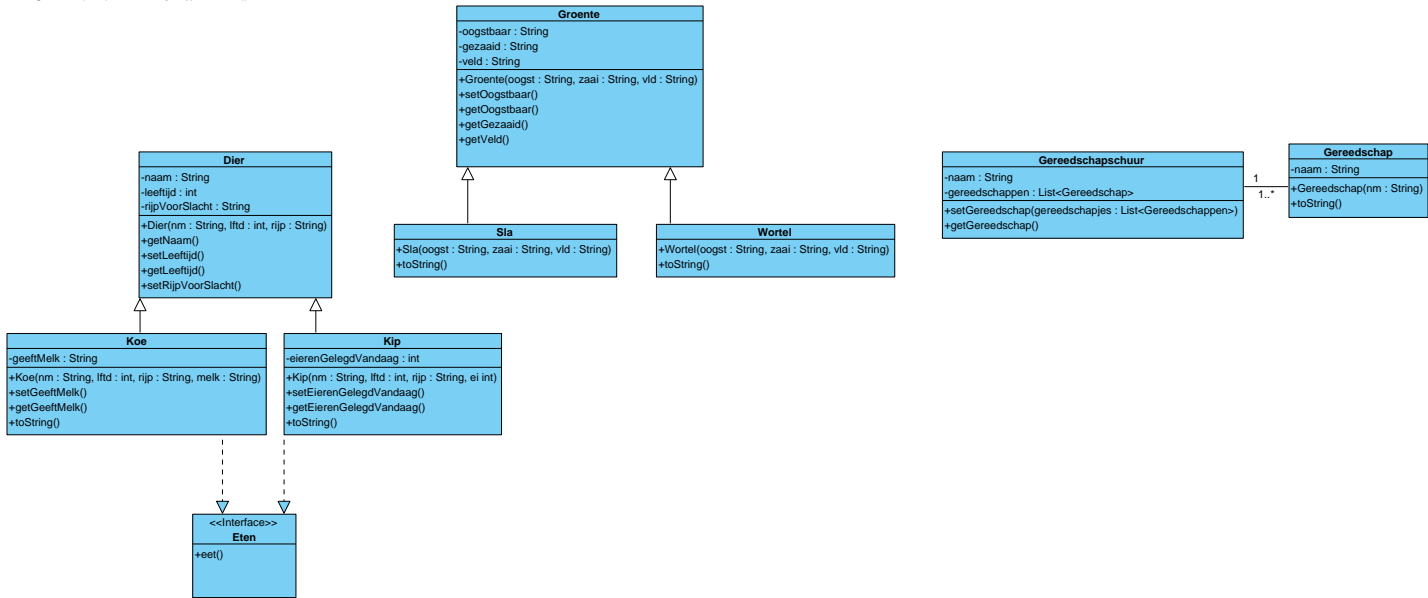 Groente
-oogstbaar : String
-gezaaid : String
-veld : String
+Groente(oogst : String, zaai : String, vld : String)
+setOogstbaar()
+getOogstbaar()
+getGezaaid()
+getVeld()
Dier
-naam : String
-leeftijd : int
-rijpVoorSlacht : String
+Dier(nm : String, lftd : int, rijp : String)
+getNaam()
+setLeeftijd()
+getLeeftijd()
+setRijpVoorSlacht()
Gereedschapschuur
-naam : String
-gereedschappen : List<Gereedschap>
+setGereedschap(gereedschapjes : List<Gereedschappen>)
+getGereedschap()
1
1..*
Gereedschap
-naam : String
+Gereedschap(nm : String)
+toString()
Sla
+Sla(oogst : String, zaai : String, vld : String)
+toString()
Wortel
+Wortel(oogst : String, zaai : String, vld : String)
+toString()
Koe
-geeftMelk : String
+Koe(nm : String, lftd : int, rijp : String, melk : String)
+setGeeftMelk()
+getGeeftMelk()
+toString()
Kip
-eierenGelegdVandaag : int
+Kip(nm : String, lftd : int, rijp : String, ei int)
+setEierenGelegdVandaag()
+getEierenGelegdVandaag()
+toString()
<<Interface>>
Eten
+eet()